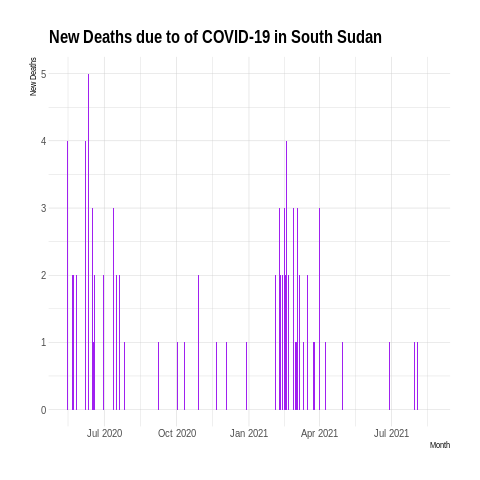 New Deaths due to of COVID-19 in South Sudan
New Deaths
5
4
3
2
1
0
Jul 2020 Oct 2020 Jan 2021 Apr 2021 Jul 2021
Month